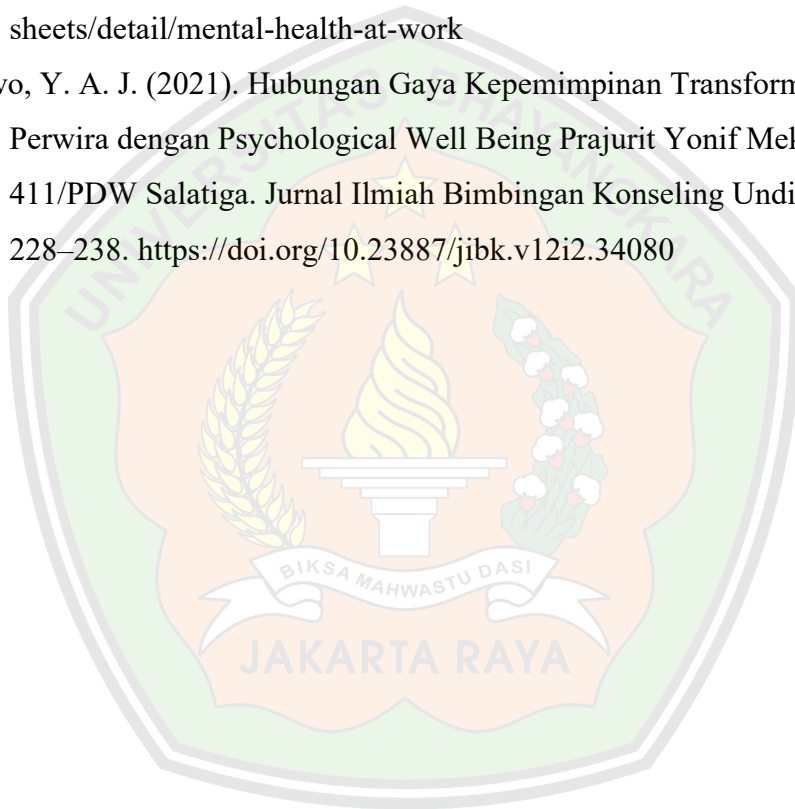 sheets/detail/mental-health-at-work
vo, Y. A. J. (2021). Hubungan Gaya Kepemimpinan Transform
Perwira dengan Psychological Well Being Prajurit Yonif Mek
411/PDW Salatiga. Jurnal Ilmiah Bimbingan Konseling Undi
228–238. https://doi.org/10.23887/jibk.v12i2.34080
UNIVERSITAS BHAYANGKARA
BIKSA MAHWASTU DASI
JAKARTA RAYA